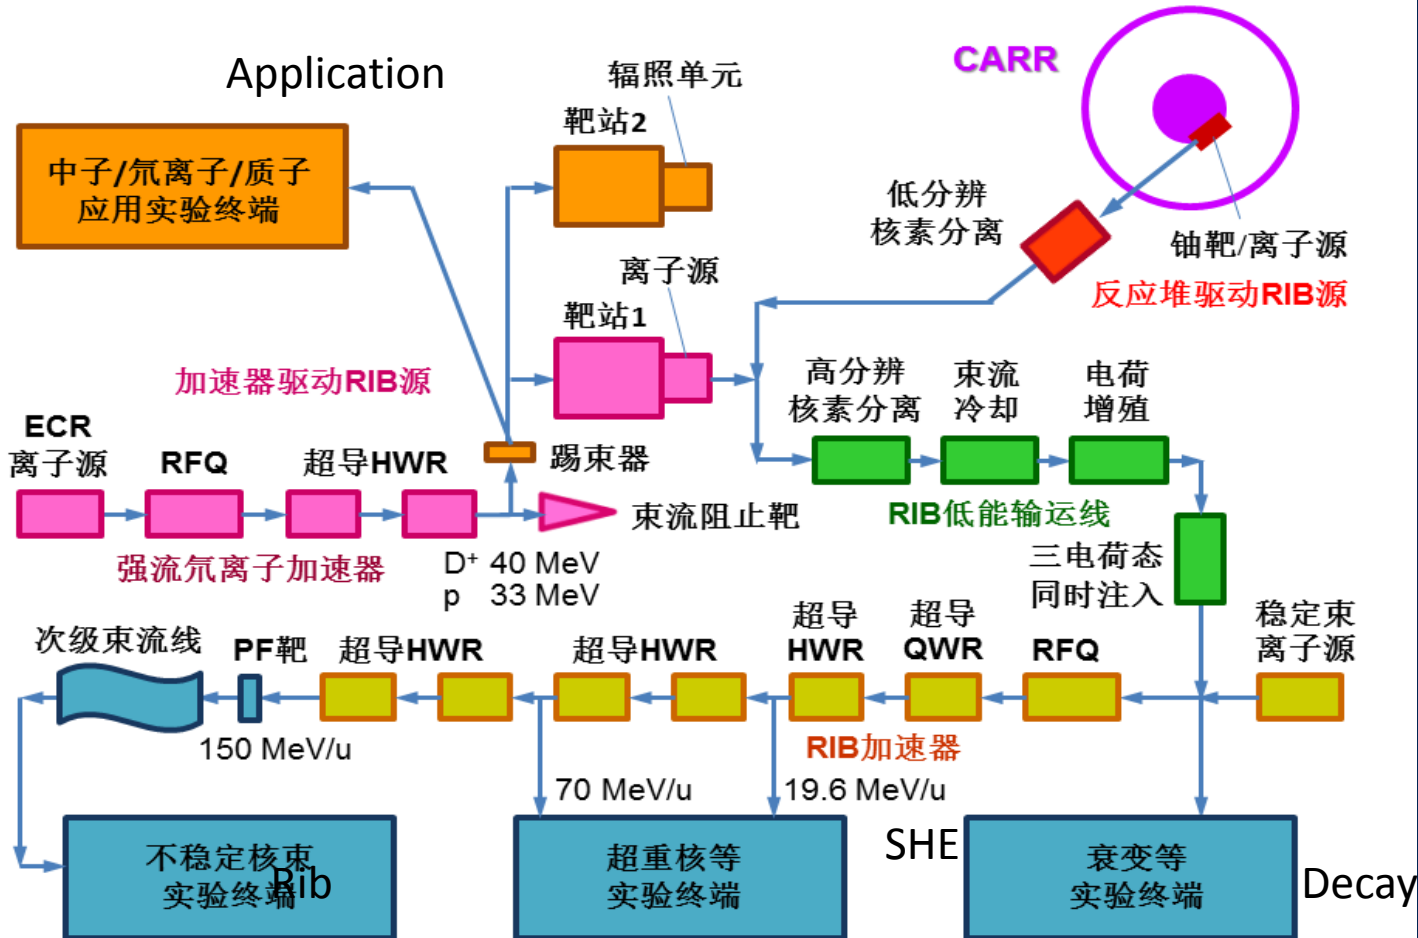 CARR
Application
辐照单元
靶站2
中子/氘离子/质子
应用实验终端
低分辨
核素分离
铀靶/离子源
反应堆驱动RIB源
离子源
靶站1
加速器驱动RIB源
高分辨
核素分离
束流
冷却
电荷
增殖
ECR
离子源
RFQ
超导HWR
踢束器
束流阻止靶
RIB低能输运线
强流氘离子加速器
D⁺ 40 MeV
p 33 MeV
三电荷态
同时注入
次级束流线
PF靶
超导HWR
超导HWR
超导
HWR
超导
QWR
RFQ
稳定束
离子源
150 MeV/u
RIB加速器
70 MeV/u
19.6 MeV/u
不稳定核束
实验终端
Rib
超重核等
实验终端
SHE
衰变等
实验终端
Decay